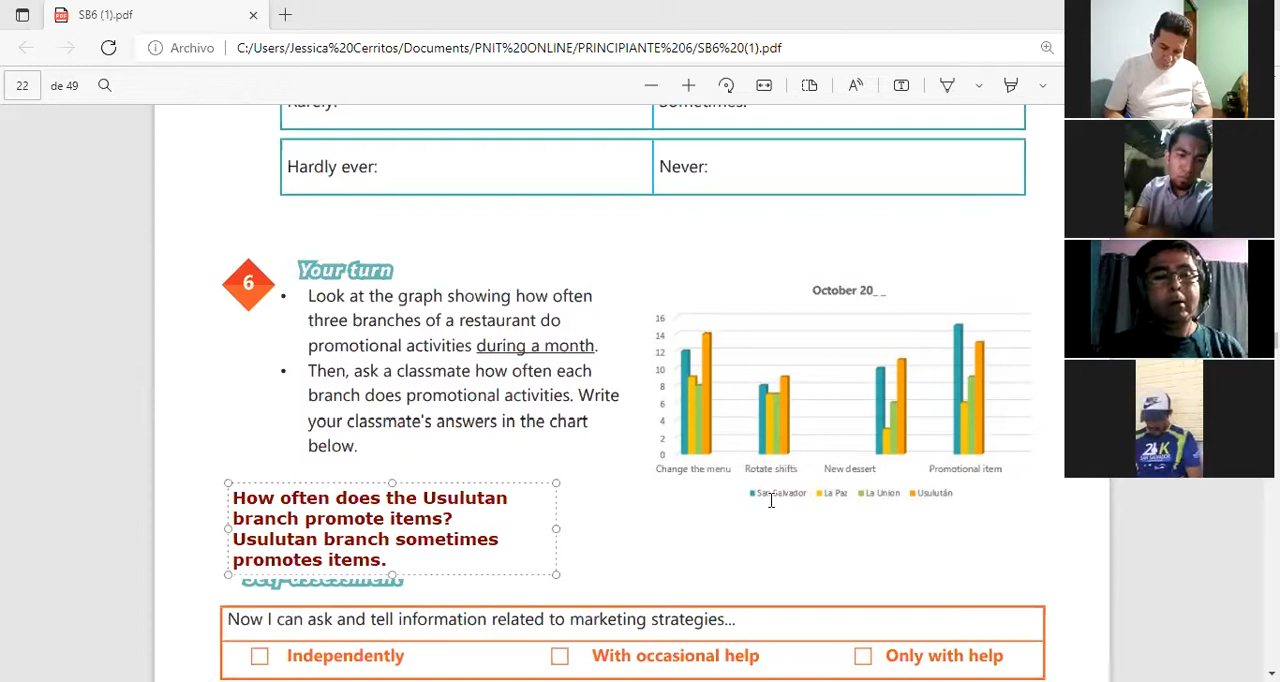 SB6 (1).pdf
Archivo
C:/Users/Jessica%20Cerritos/Documents/PNIT%20ONLINE/PRINCIPIANTE%206/SB6%20(1).pdf
22
de 49
Rarely:
Sometimes:
Hardly ever:
Never:
6
Your turn
• Look at the graph showing how often
three branches of a restaurant do
promotional activities during a month.
• Then, ask a classmate how often each
branch does promotional activities. Write
your classmate's answers in the chart
below.
October 20_ _
16
14
12
10
8
6
4
2
0
Change the menu
Rotate shifts
New dessert
Promotional item
San Salvador
La Paz
La Union
Usulután
How often does the Usulutan
branch promote items?
Usulutan branch sometimes
promotes items.
Self-assessment
Now I can ask and tell information related to marketing strategies...
Independently
With occasional help
Only with help